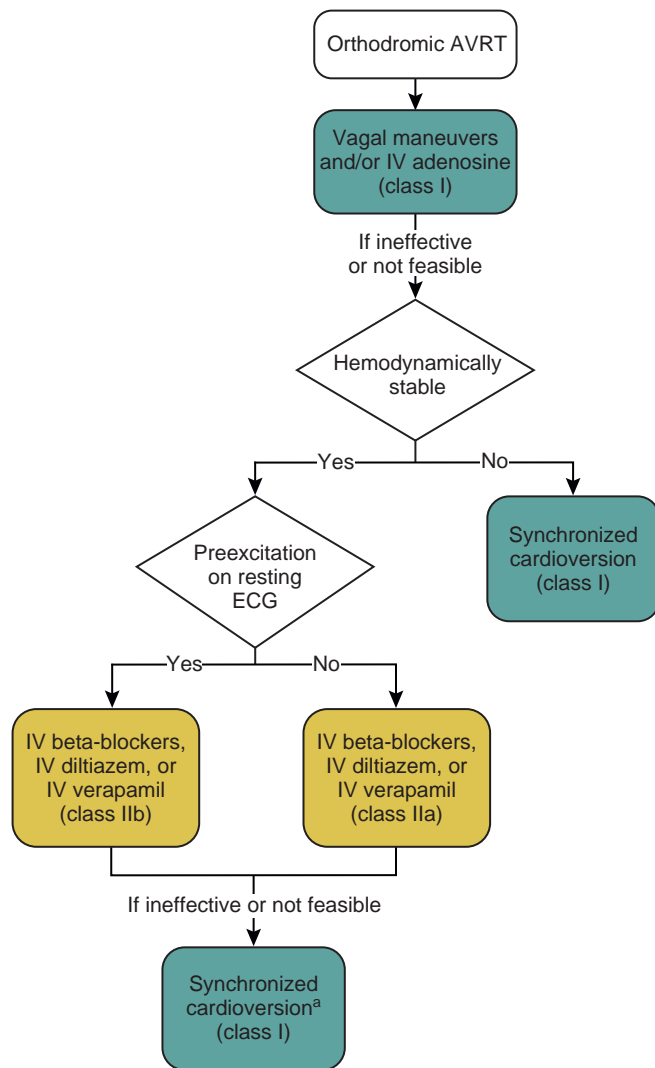 Orthodromic AVRT
Vagal maneuvers
and/or IV adenosine
(class I)
If ineffective
or not feasible
Hemodynamically
stable
Yes
No
Synchronized
cardioversion
(class I)
Preexcitation
on resting
ECG
Yes
No
IV beta-blockers,
IV diltiazem, or
IV verapamil
(class IIb)
IV beta-blockers,
IV diltiazem, or
IV verapamil
(class IIa)
If ineffective or not feasible
Synchronized
cardioversionᵃ
(class I)